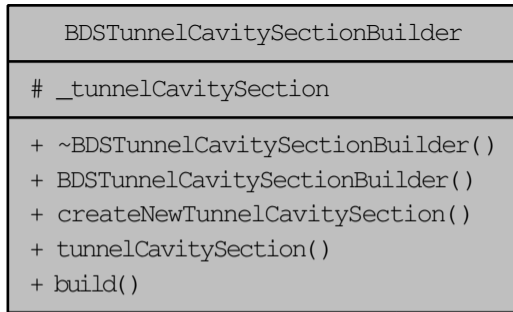 BDSTunnelCavitySectionBuilder
# _tunnelCavitySection
+ ~BDSTunnelCavitySectionBuilder()
+ BDSTunnelCavitySectionBuilder()
+ createNewTunnelCavitySection()
+ tunnelCavitySection()
+ build()